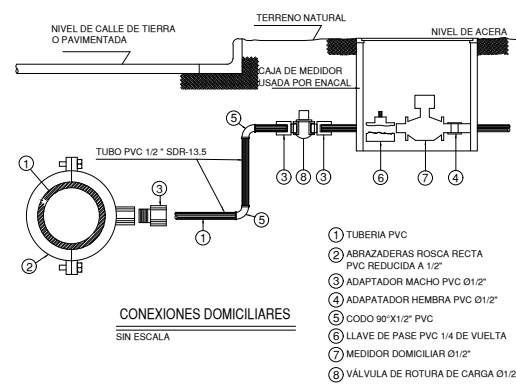 NIVEL DE CALLE DE TIERRA
O PAVIMENTADA
TERRENO NATURAL
NIVEL DE ACERA
CAJA DE MEDIDOR
USADA POR ENACAL
TUBO PVC 1/2 " SDR-13.5
5
3
8
3
6
7
4
1
3
2
1
5
CONEXIONES DOMICILIARES
SIN ESCALA
1 TUBERIA PVC
2 ABRAZADERAS ROSCA RECTA
PVC REDUCIDA A 1/2"
3 ADAPTADOR MACHO PVC Ø1/2"
4 ADAPATADOR HEMBRA PVC Ø1/2"
5 CODO 90°X1/2" PVC
6 LLAVE DE PASE PVC 1/4 DE VUELTA
7 MEDIDOR DOMICILIAR Ø1/2"
8 VÁLVULA DE ROTURA DE CARGA Ø1/2